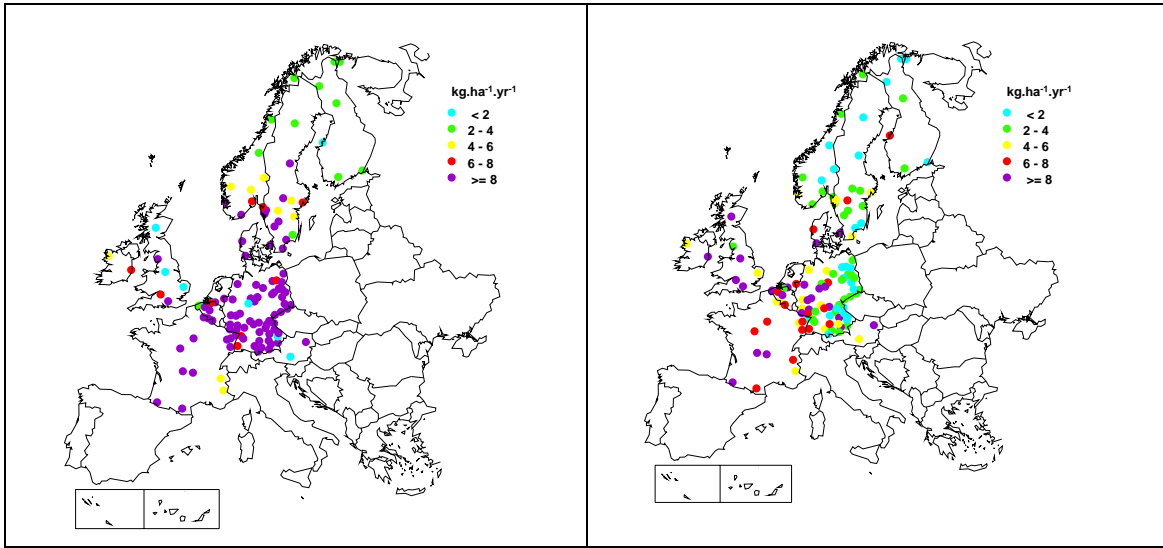 kg.ha⁻¹.yr⁻¹
< 2
2 - 4
4 - 6
6 - 8
>= 8
kg.ha⁻¹.yr⁻¹
< 2
2 - 4
4 - 6
6 - 8
>= 8